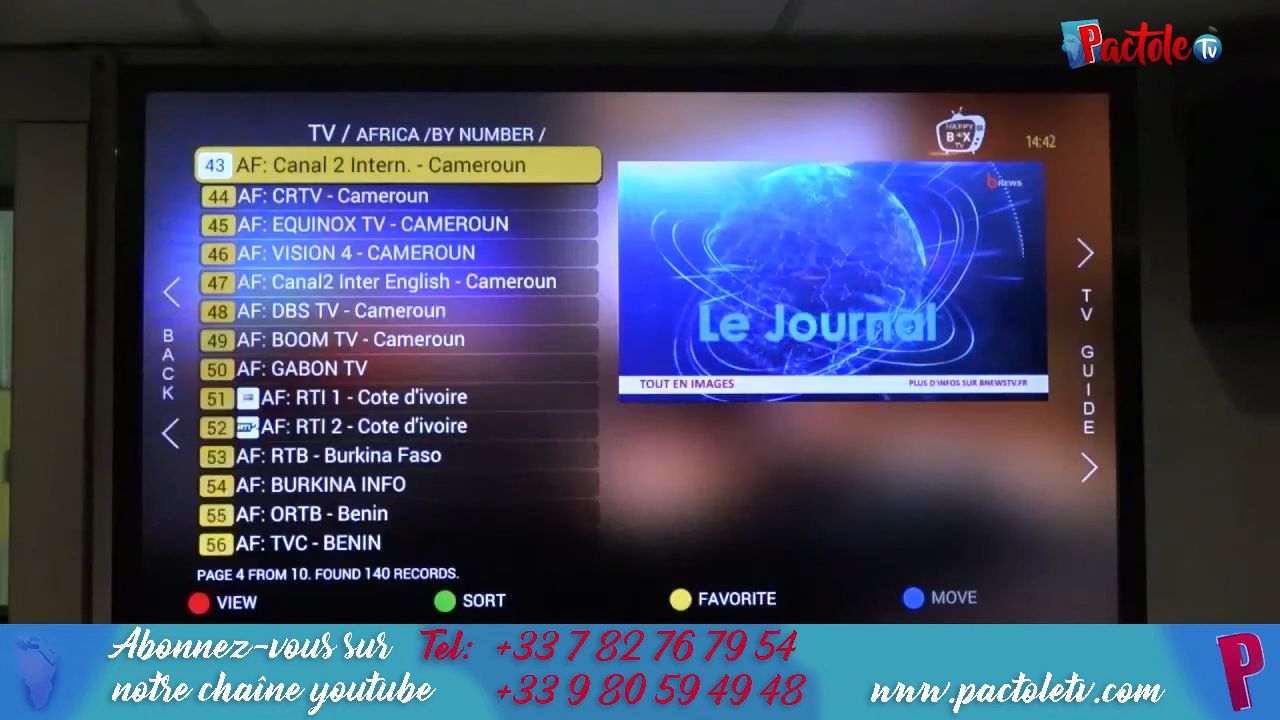 Pactole Tv
TV / AFRICA /BY NUMBER /
HAPPY
BOX
TV
14:42
43 AF: Canal 2 Intern. - Cameroun
44 AF: CRTV - Cameroun
45 AF: EQUINOX TV - CAMEROUN
46 AF: VISION 4 - CAMEROUN
47 AF: Canal2 Inter English - Cameroun
48 AF: DBS TV - Cameroun
49 AF: BOOM TV - Cameroun
50 AF: GABON TV
51 AF: RTI 1 - Cote d'ivoire
52 AF: RTI 2 - Cote d'ivoire
53 AF: RTB - Burkina Faso
54 AF: BURKINA INFO
55 AF: ORTB - Benin
56 AF: TVC - BENIN
PAGE 4 FROM 10. FOUND 140 RECORDS.
BACK
bNEWS
Le Journal
TOUT EN IMAGES
PLUS D'INFOS SUR BNEWSTV.FR
TV GUIDE
VIEW
SORT
FAVORITE
MOVE
Abonnez-vous sur
notre chaîne youtube
Tel: +33 7 82 76 79 54
+33 9 80 59 49 48
www.pactoletv.com
P